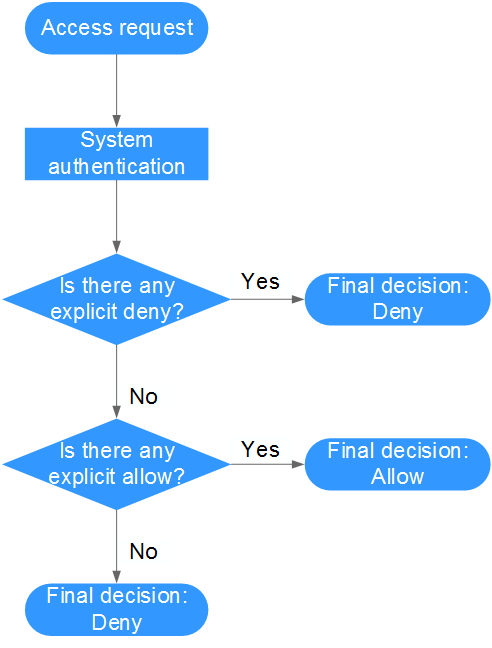 Access request
System
authentication
Is there any
explicit deny?
Yes
Final decision:
Deny
No
Is there any
explicit allow?
Yes
Final decision:
Allow
No
Final decision:
Deny